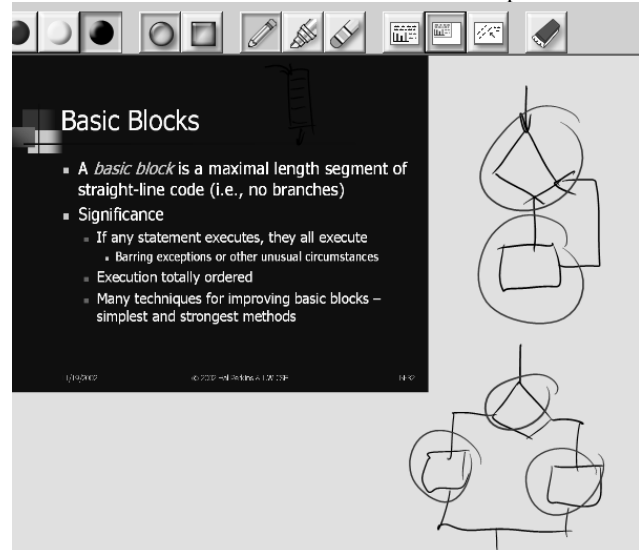 Basic Blocks
A basic block is a maximal length segment of
straight-line code (i.e., no branches)
Significance
If any statement executes, they all execute
Barring exceptions or other unusual circumstances
Execution totally ordered
Many techniques for improving basic blocks –
simplest and strongest methods